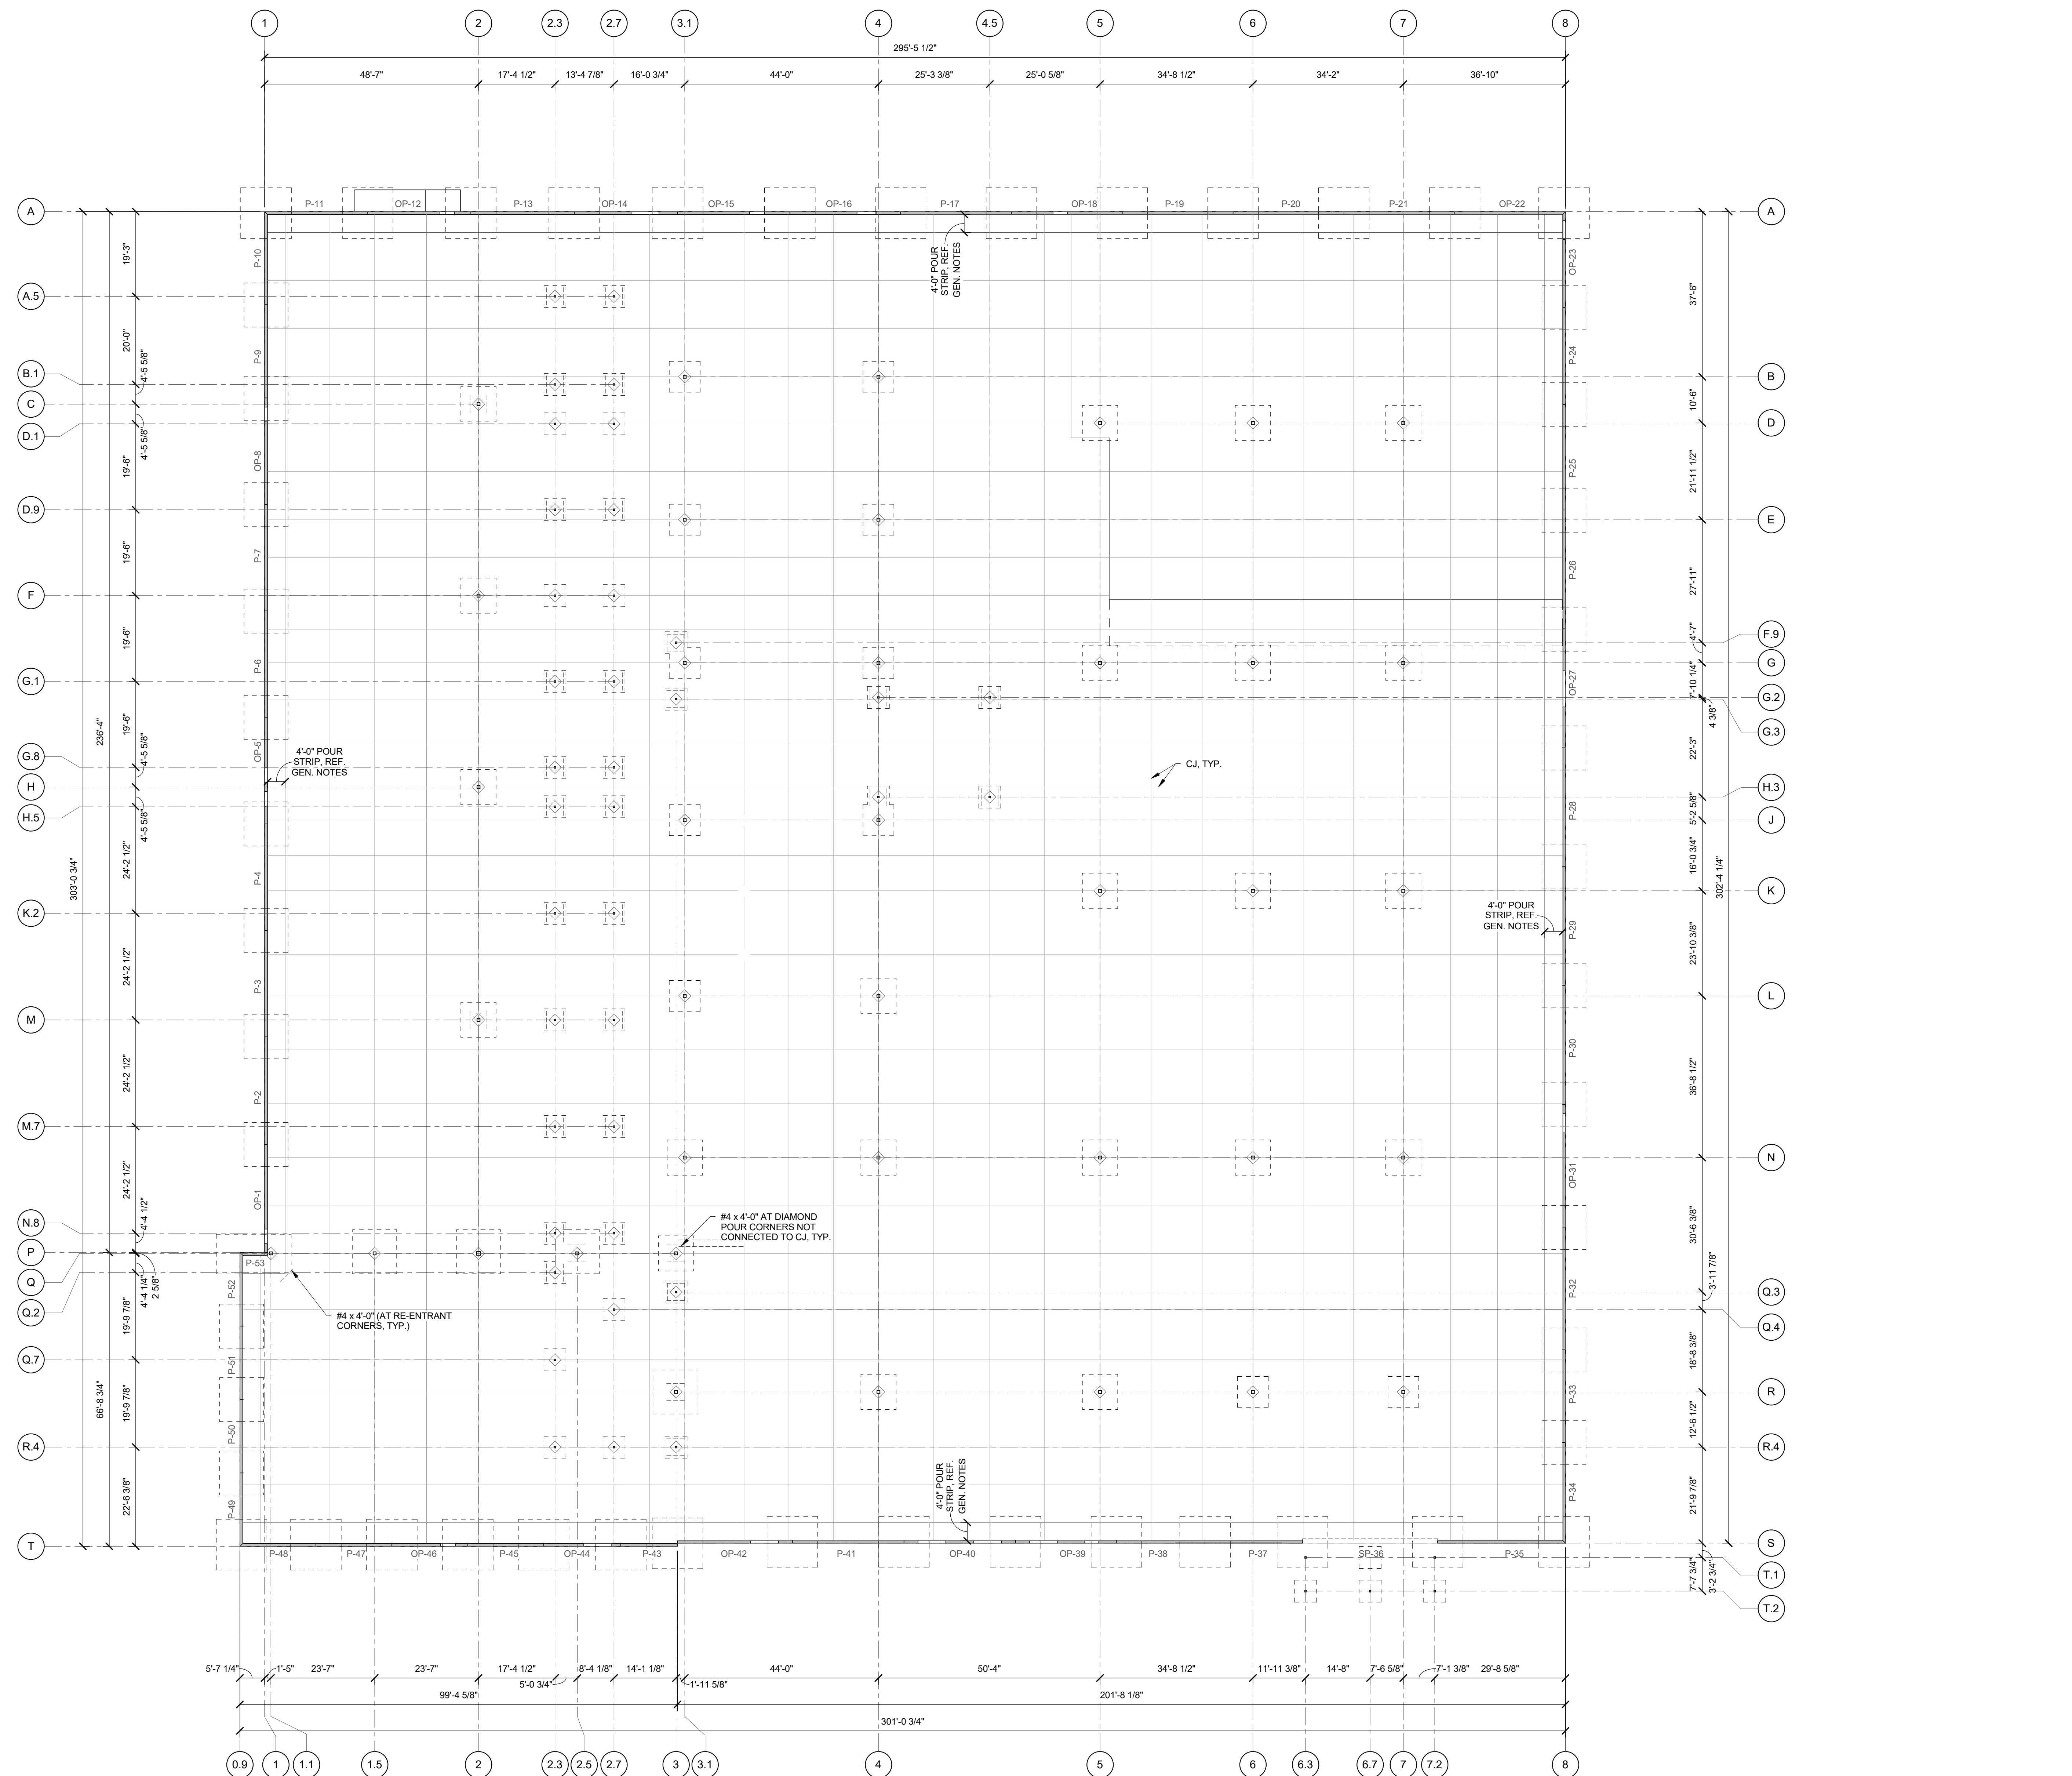 1 2 2.3 2.7 3.1 4 4.5 5 6 7 8
295'-5 1/2"
48'-7" 17'-4 1/2" 13'-4 7/8" 16'-0 3/4" 44'-0" 25'-3 3/8" 25'-0 5/8" 34'-8 1/2" 34'-2" 36'-10"
P-11 OP-12 P-13 OP-14 OP-15 OP-16 P-17 OP-18 P-19 P-20 P-21 OP-22
A
A.5
B.1
C
D.1
D.9
F
G.1
G.8
H
H.5
K.2
M
M.7
N.8
P
Q
Q.2
Q.7
R.4
T
303'-0 3/4"
236'-4"
66'-8 3/4"
19'-3"
20'-0"
4'-5 5/8"
4'-5 5/8"
19'-6"
19'-6"
19'-6"
19'-6"
4'-5 5/8"
4'-5 5/8"
24'-2 1/2"
24'-2 1/2"
24'-2 1/2"
24'-2 1/2"
4'-4 1/2"
2 5/8"
4'-4 1/4"
19'-9 7/8"
19'-9 7/8"
22'-6 3/8"
P-10
P-9
OP-8
P-7
P-6
OP-5
P-4
P-3
P-2
OP-1
P-53
P-52
P-51
P-50
P-49
4'-0" POUR
STRIP, REF.
GEN. NOTES
4'-0" POUR
STRIP, REF.
GEN. NOTES
CJ, TYP.
4'-0" POUR
STRIP, REF.
GEN. NOTES
#4 x 4'-0" AT DIAMOND
POUR CORNERS NOT
CONNECTED TO CJ, TYP.
#4 x 4'-0" (AT RE-ENTRANT
CORNERS, TYP.)
4'-0" POUR
STRIP, REF.
GEN. NOTES
OP-23
P-24
P-25
P-26
OP-27
P-28
P-29
P-30
OP-31
P-32
P-33
P-34
37'-6"
10'-6"
21'-11 1/2"
27'-11"
4'-7"
7'-10 1/4"
4 3/8"
22'-3"
5'-2 5/8"
16'-0 3/4"
23'-10 3/8"
36'-8 1/2"
30'-6 3/8"
3'-11 7/8"
18'-8 3/8"
12'-6 1/2"
21'-9 7/8"
7'-7 3/4"
3'-2 3/4"
302'-4 1/4"
A
B
D
E
F.9
G
G.2
G.3
H.3
J
K
L
N
Q.3
Q.4
R
R.4
S
T.1
T.2
P-48 P-47 OP-46 P-45 OP-44 P-43 OP-42 P-41 OP-40 OP-39 P-38 P-37 SP-36 P-35
5'-7 1/4" 1'-5" 23'-7" 23'-7" 17'-4 1/2" 5'-0 3/4" 8'-4 1/8" 14'-1 1/8" 1'-11 5/8" 44'-0" 50'-4" 34'-8 1/2" 11'-11 3/8" 14'-8" 7'-6 5/8" 7'-1 3/8" 29'-8 5/8"
99'-4 5/8" 201'-8 1/8"
301'-0 3/4"
0.9 1 1.1 1.5 2 2.3 2.5 2.7 3 3.1 4 5 6 6.3 6.7 7 7.2 8